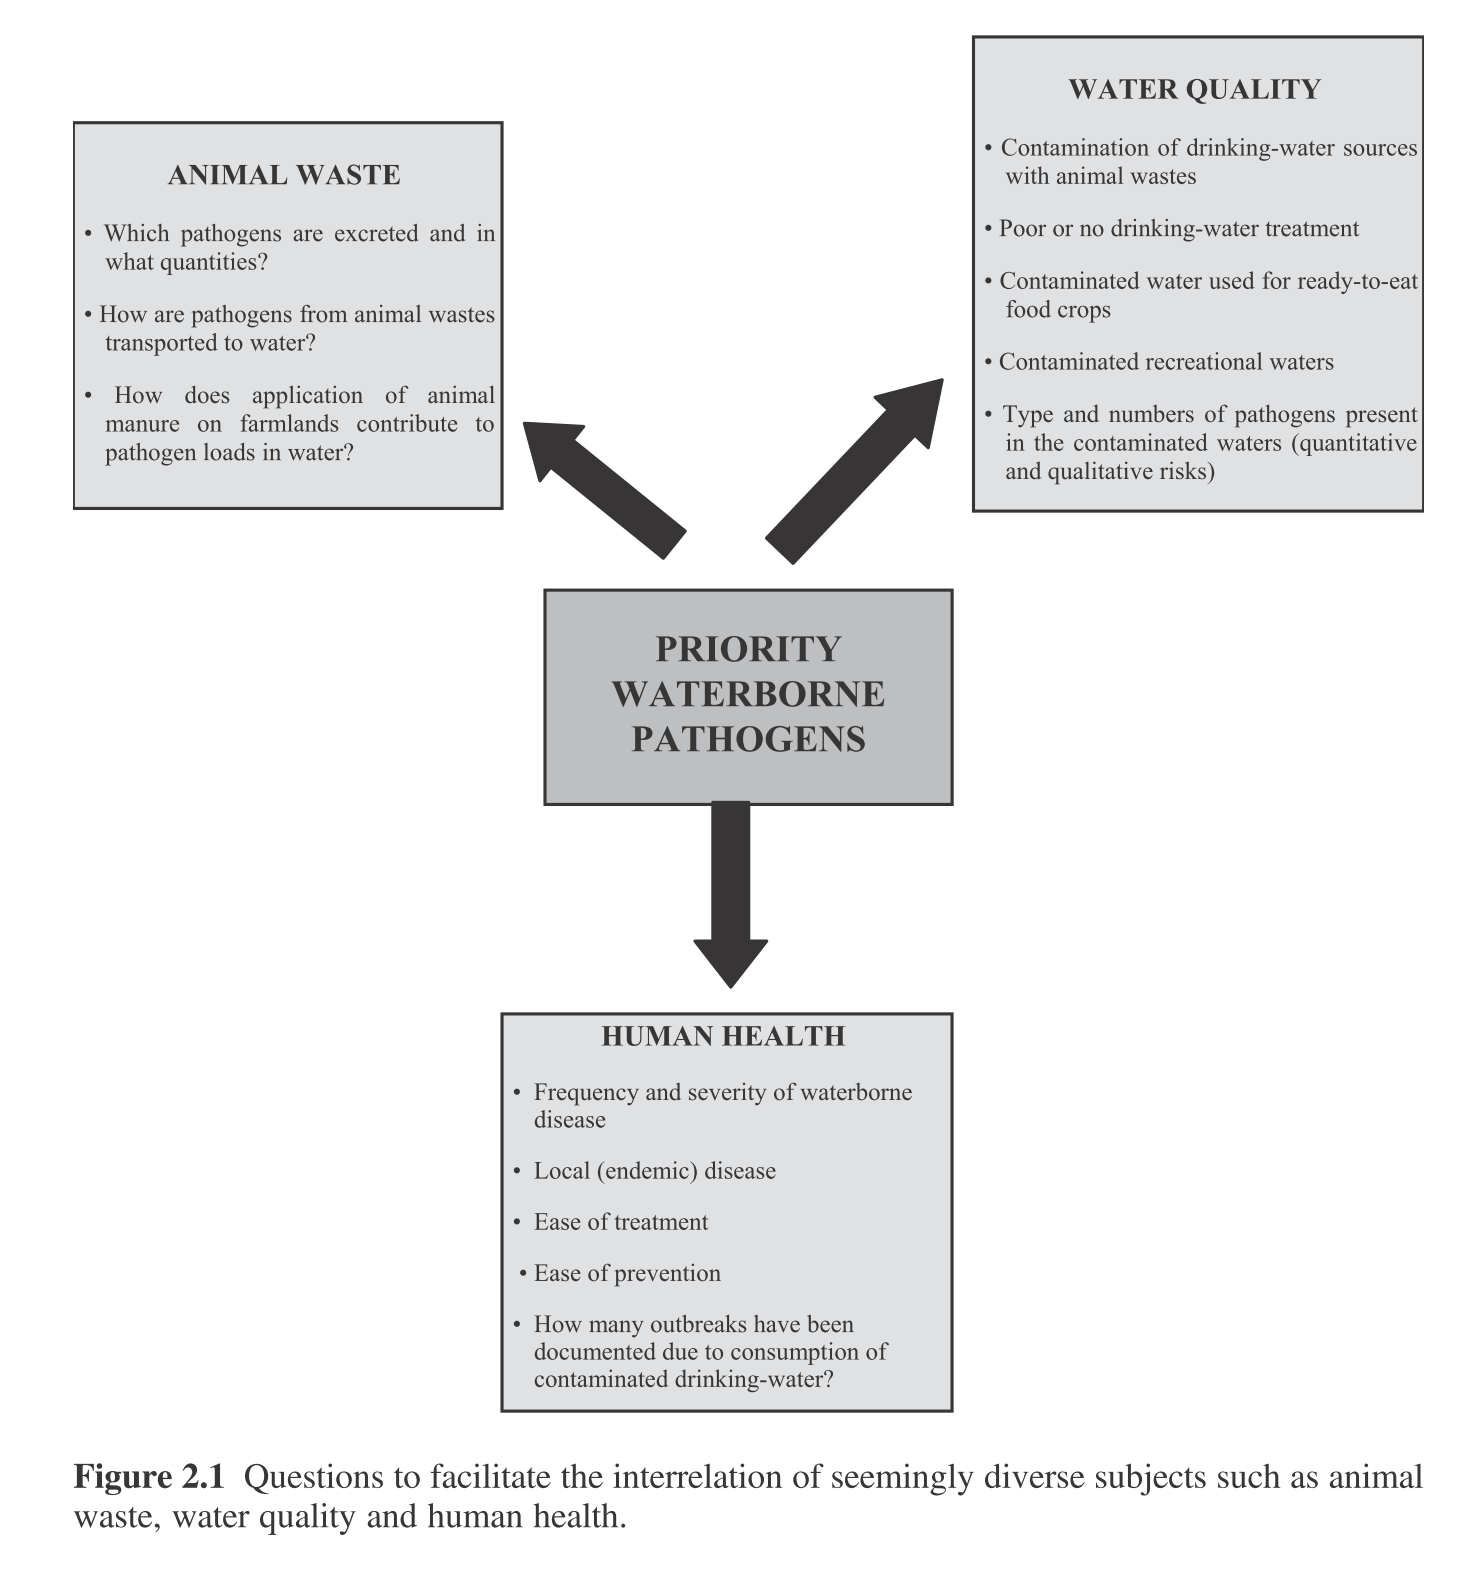 WATER QUALITY
• Contamination of drinking-water sources
with animal wastes
• Poor or no drinking-water treatment
• Contaminated water used for ready-to-eat
food crops
• Contaminated recreational waters
• Type and numbers of pathogens present
in the contaminated waters (quantitative
and qualitative risks)
ANIMAL WASTE
• Which pathogens are excreted and in
what quantities?
• How are pathogens from animal wastes
transported to water?
• How does application of animal
manure on farmlands contribute to
pathogen loads in water?
PRIORITY
WATERBORNE
PATHOGENS
HUMAN HEALTH
• Frequency and severity of waterborne
disease
• Local (endemic) disease
• Ease of treatment
• Ease of prevention
• How many outbreaks have been
documented due to consumption of
contaminated drinking-water?
Figure 2.1 Questions to facilitate the interrelation of seemingly diverse subjects such as animal
waste, water quality and human health.